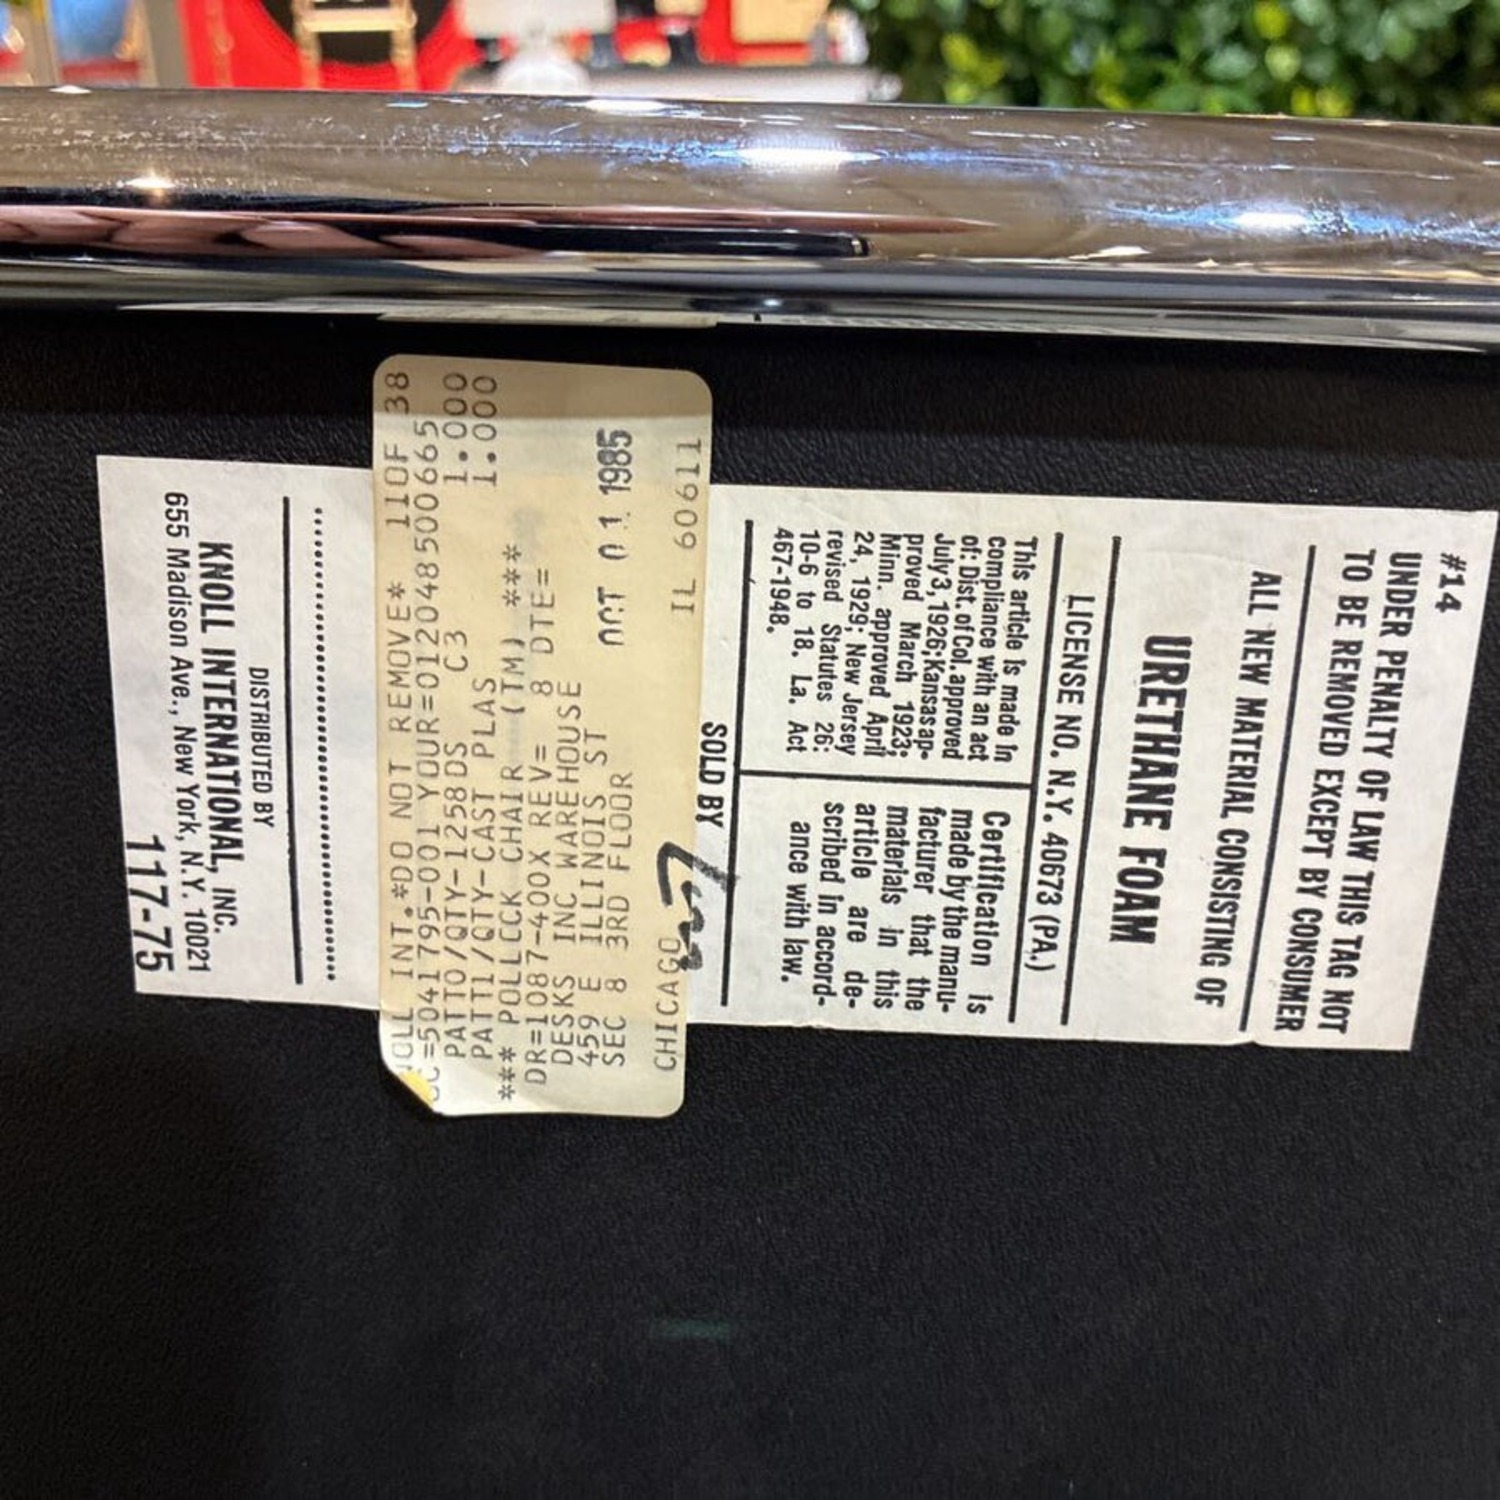 #14
UNDER PENALTY OF LAW THIS TAG NOT
TO BE REMOVED EXCEPT BY CONSUMER
ALL NEW MATERIAL CONSISTING OF
URETHANE FOAM
LICENSE NO. N.Y. 40673 (PA.)
This article is made in
compliance with an act
of: Dist. of Col. approved
July 3, 1926; Kansas ap-
proved March 1923;
Minn. approved April
24, 1929; New Jersey
revised Statutes 26:
10-6 to 18. La. Act
467-1948.
Certification is
made by the manu-
facturer that the
materials in this
article are de-
scribed in accord-
ance with law.
SOLD BY
DISTRIBUTED BY
KNOLL INTERNATIONAL, INC.
655 Madison Ave., New York, N.Y. 10021
117-75
INT.*DO NOT REMOVE* 11OF 38
=5041795-001 YOUR=012048500665
PATTO/QTY-1258DS C3 1.000
PATT1/QTY-CAST PLAS 1.000
*** POLLCCK CHAIR (TM) ***
DR=1087-400X REV= 8 DTE=
DESKS INC WAREHOUSE
459 E ILLINOIS ST
SEC 8 3RD FLOOR
OCT 01 1985
CHICAGO IL 60611